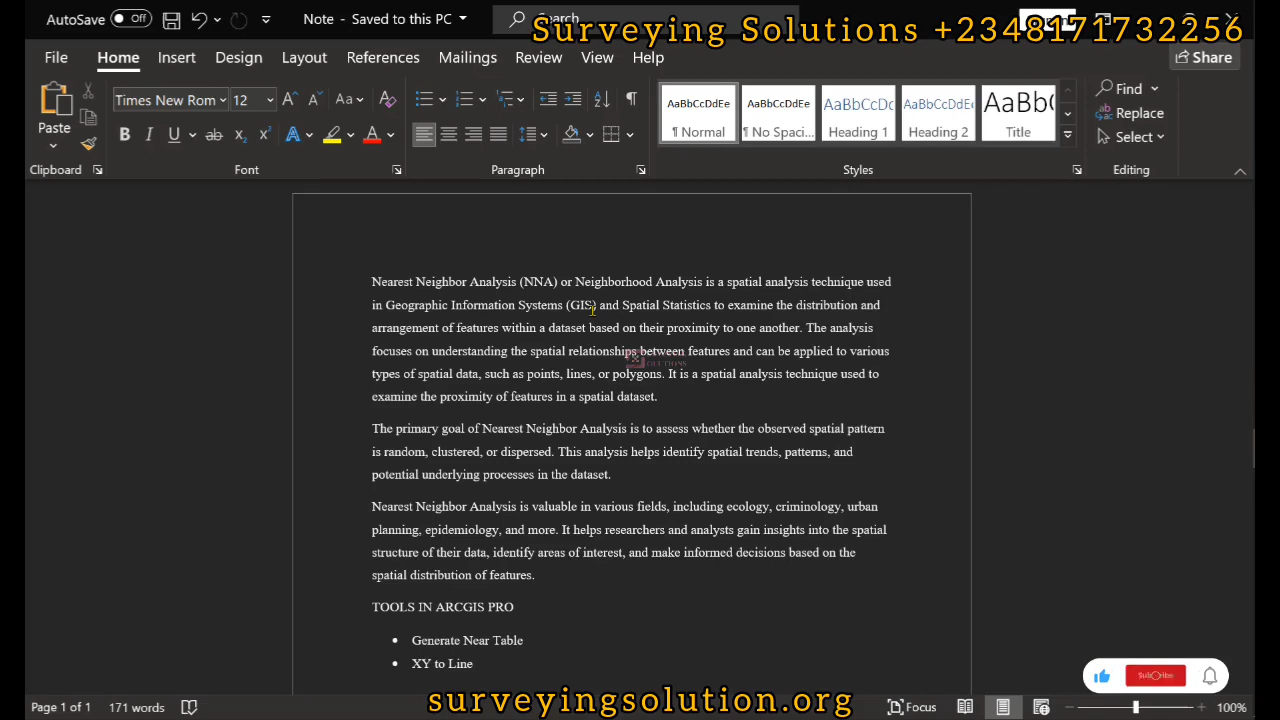 AutoSave Off Note - Saved to this PC Search
Surveying Solutions +2348171732256
File Home Insert Design Layout References Mailings Review View Help Share
Times New Rom 12 Aa
Paste
B I U ab x₂ x² A A
AaBbCcDdEe AaBbCcDdEe AaBbCc AaBbCcDdE AaB
¶ Normal ¶ No Spaci... Heading 1 Heading 2 Title
Find
Replace
Select
Clipboard Font Paragraph Styles Editing
Nearest Neighbor Analysis (NNA) or Neighborhood Analysis is a spatial analysis technique used
in Geographic Information Systems (GIS) and Spatial Statistics to examine the distribution and
arrangement of features within a dataset based on their proximity to one another. The analysis
focuses on understanding the spatial relationships between features and can be applied to various
types of spatial data, such as points, lines, or polygons. It is a spatial analysis technique used to
examine the proximity of features in a spatial dataset.
The primary goal of Nearest Neighbor Analysis is to assess whether the observed spatial pattern
is random, clustered, or dispersed. This analysis helps identify spatial trends, patterns, and
potential underlying processes in the dataset.
Nearest Neighbor Analysis is valuable in various fields, including ecology, criminology, urban
planning, epidemiology, and more. It helps researchers and analysts gain insights into the spatial
structure of their data, identify areas of interest, and make informed decisions based on the
spatial distribution of features.
TOOLS IN ARCGIS PRO
• Generate Near Table
• XY to Line
Subscribe
surveyingsolution.org
Page 1 of 1 171 words Focus 100%